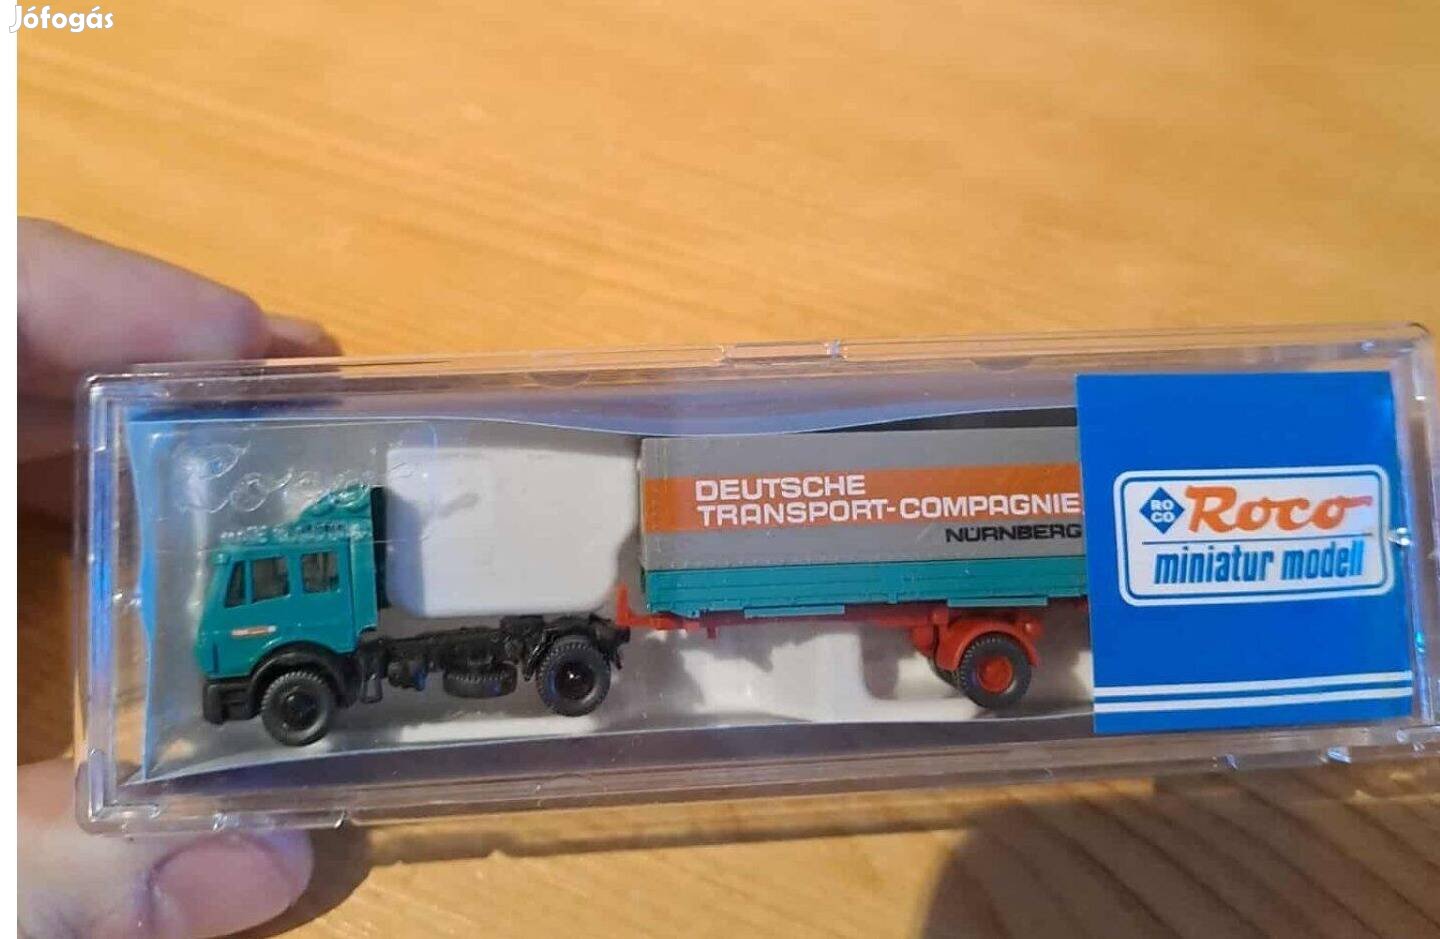 Jófogás
DEUTSCHE
TRANSPORT-COMPAGNIE
NÜRNBERG
RO
CO
Roco
miniatur modell